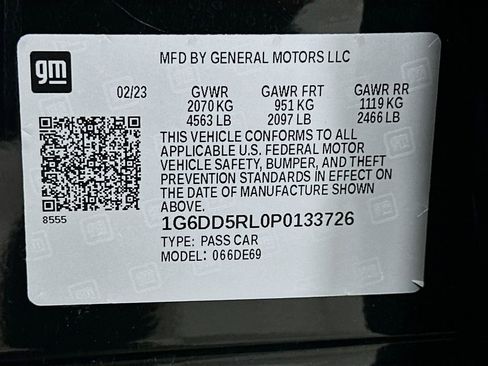 gm
MFD BY GENERAL MOTORS LLC
02/23 GVWR GAWR FRT GAWR RR
2070 KG 951 KG 1119 KG
4563 LB 2097 LB 2466 LB
THIS VEHICLE CONFORMS TO ALL
APPLICABLE U.S. FEDERAL MOTOR
VEHICLE SAFETY, BUMPER, AND THEFT
PREVENTION STANDARDS IN EFFECT ON
THE DATE OF MANUFACTURE SHOWN
ABOVE.
8555
1G6DD5RL0P0133726
TYPE: PASS CAR
MODEL: 066DE69